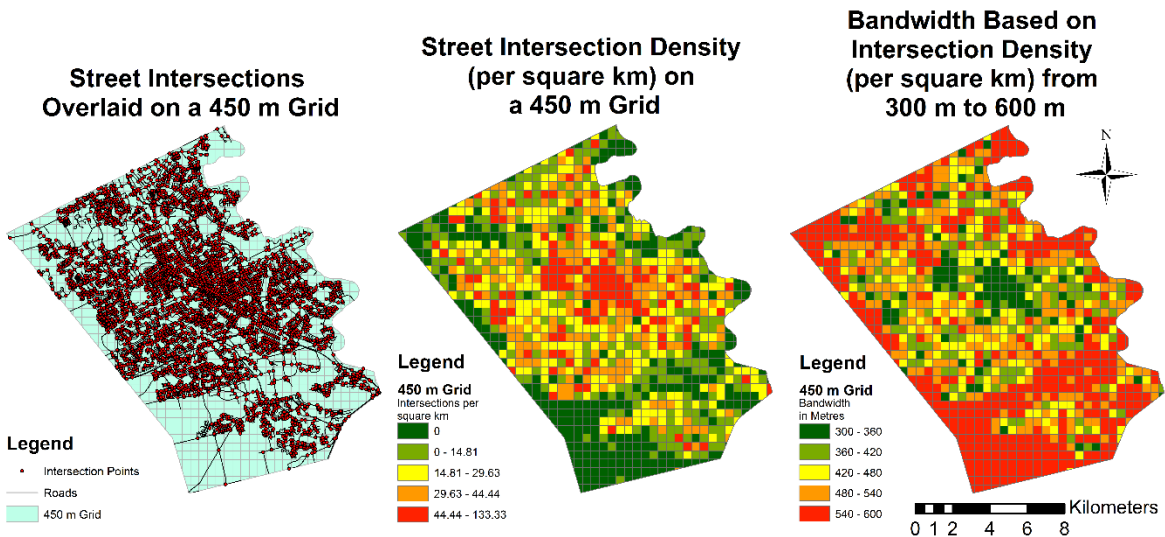 Street Intersections
Overlaid on a 450 m Grid
Legend
Intersection Points
Roads
450 m Grid
Street Intersection Density
(per square km) on
a 450 m Grid
Legend
450 m Grid
Intersections per
square km
0
0 - 14.81
14.81 - 29.63
29.63 - 44.44
44.44 - 133.33
Bandwidth Based on
Intersection Density
(per square km) from
300 m to 600 m
N
Legend
450 m Grid
Bandwidth
in Metres
300 - 360
360 - 420
420 - 480
480 - 540
540 - 600
Kilometers
0 1 2 4 6 8